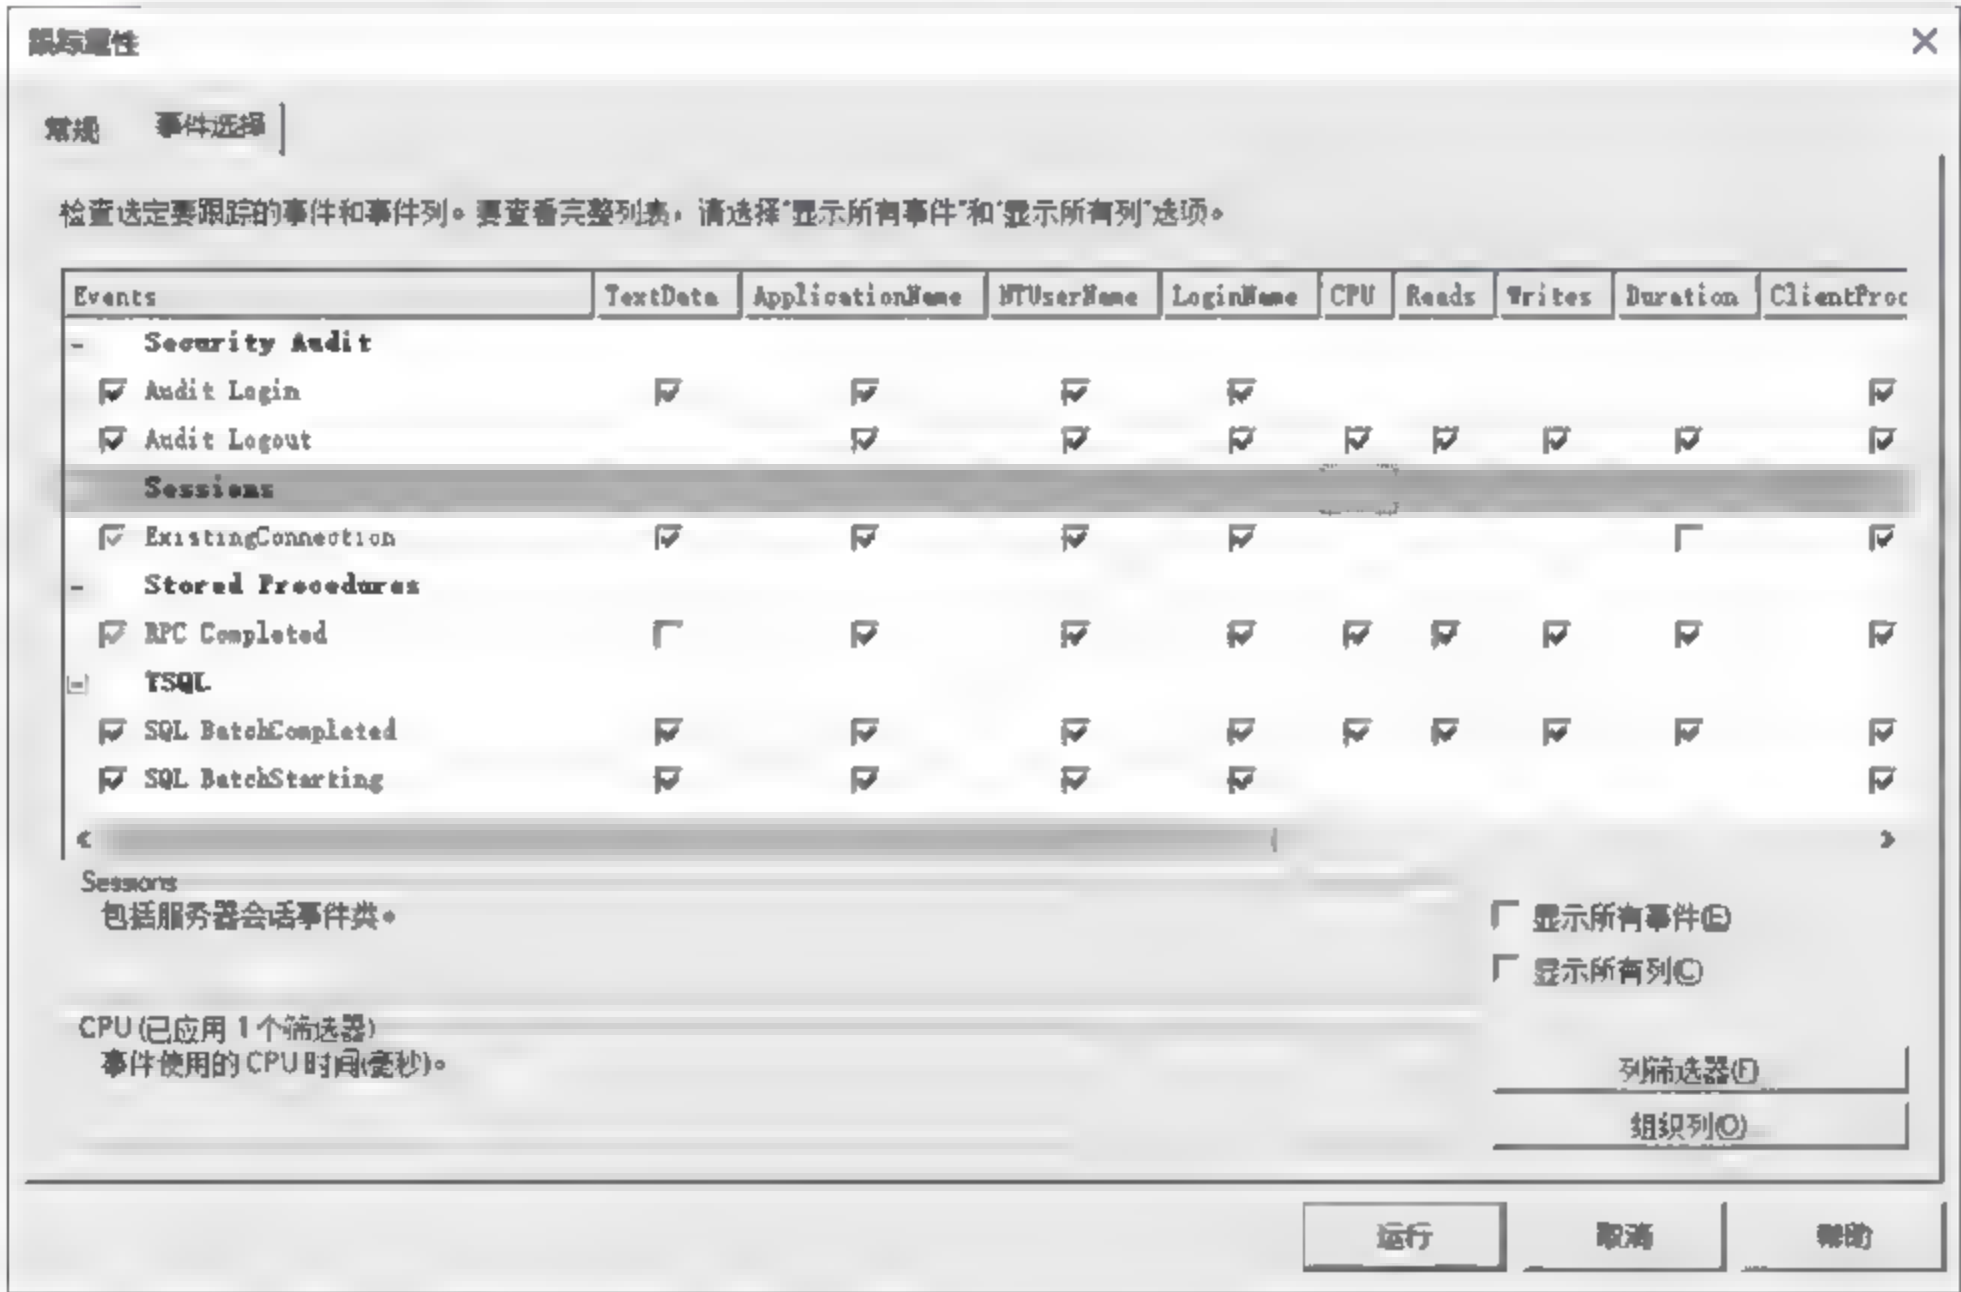 跟踪属性
常规 事件选择
检查选定要跟踪的事件和事件列。要查看完整列表，请选择"显示所有事件"和"显示所有列"选项。
Events TextData ApplicationName NTUserName LoginName CPU Reads Writes Duration ClientProc
Security Audit
Audit Login
Audit Logout
Sessions
ExistingConnection
Stored Procedures
RPC Completed
TSQL
SQL BatchCompleted
SQL BatchStarting
Sessions
包括服务器会话事件类。
显示所有事件(E)
显示所有列(C)
CPU (已应用 1 个筛选器)
事件使用的 CPU 时间(毫秒)。
列筛选器(F)
组织列(O)
运行 取消 帮助